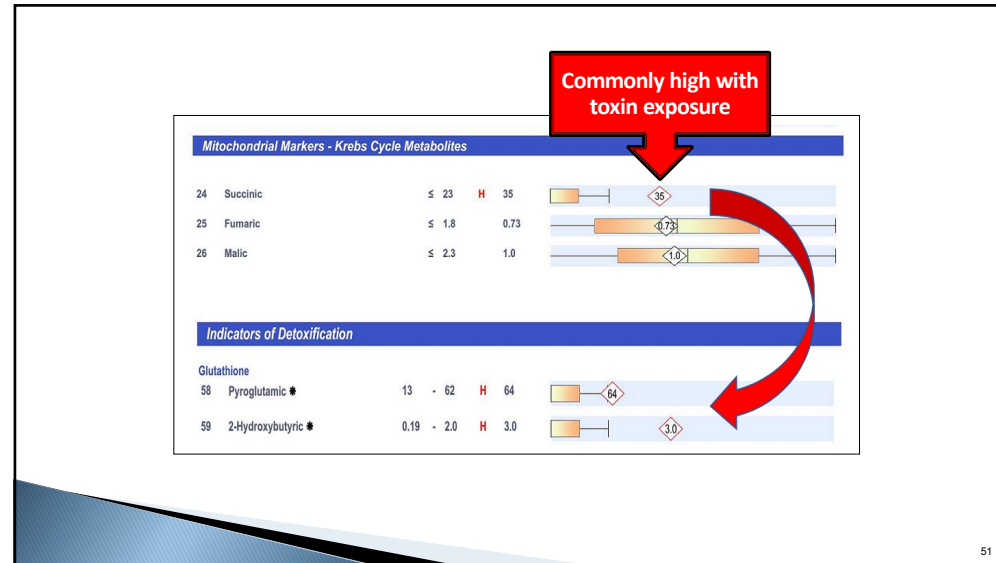 Commonly high with
toxin exposure
Mitochondrial Markers - Krebs Cycle Metabolites
24 Succinic ≤ 23 H 35 35
25 Fumaric ≤ 1.8 0.73 0.73
26 Malic ≤ 2.3 1.0 1.0
Indicators of Detoxification
Glutathione
58 Pyroglutamic ✱ 13 - 62 H 64 64
59 2-Hydroxybutyric ✱ 0.19 - 2.0 H 3.0 3.0
51